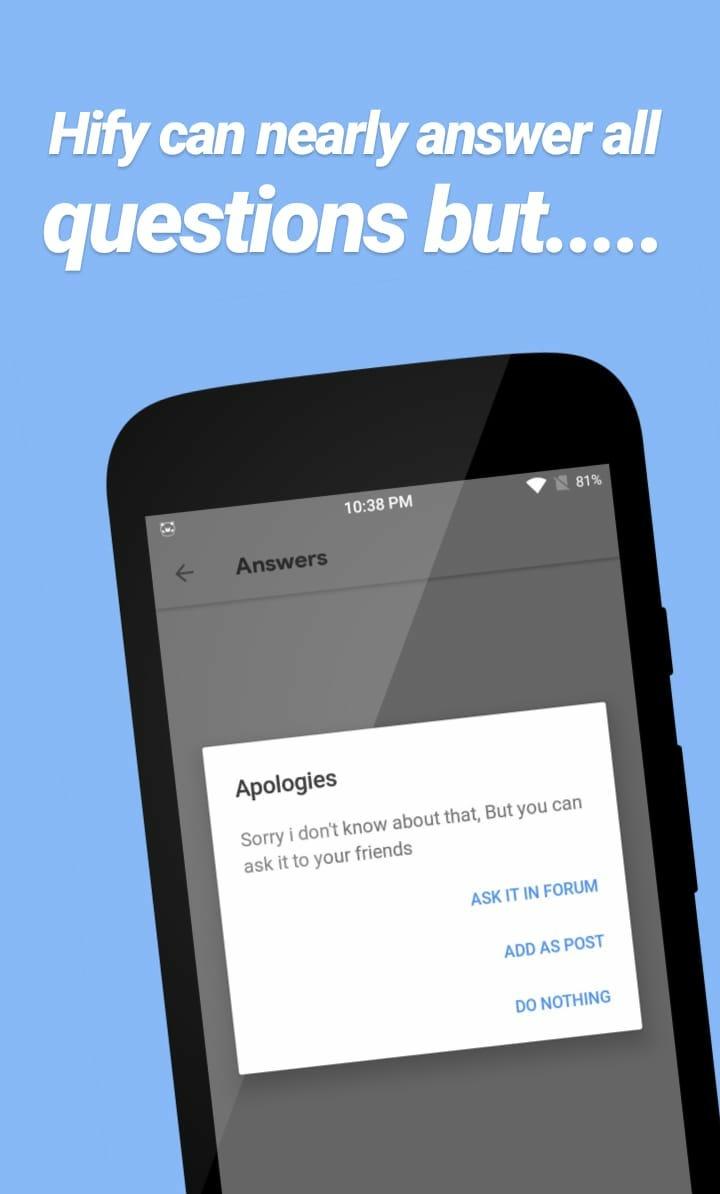 Hify can nearly answer all
questions but.....
10:38 PM
81%
Answers
Apologies
Sorry i don't know about that, But you can
ask it to your friends
ASK IT IN FORUM
ADD AS POST
DO NOTHING